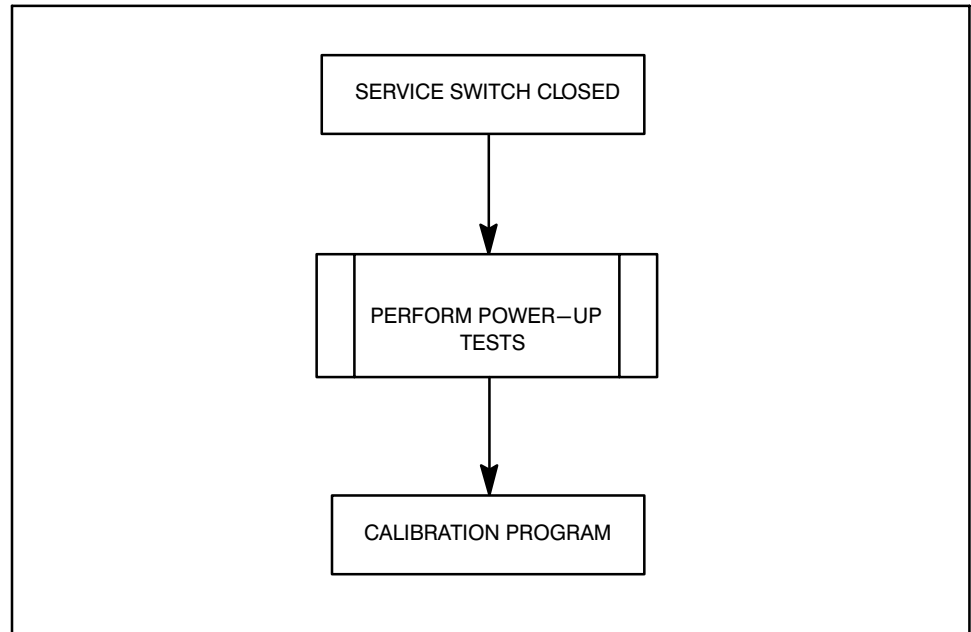 SERVICE SWITCH CLOSED
PERFORM POWER—UP
TESTS
CALIBRATION PROGRAM